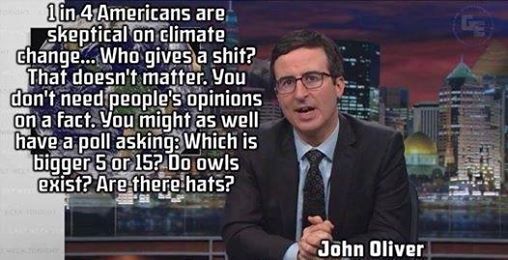 1 in 4 Americans are
skeptical on climate
change... Who gives a shit?
That doesn't matter. You
don't need people's opinions
on a fact. You might as well
have a poll asking: Which is
bigger 5 or 15? Do owls
exist? Are there hats?
John Oliver